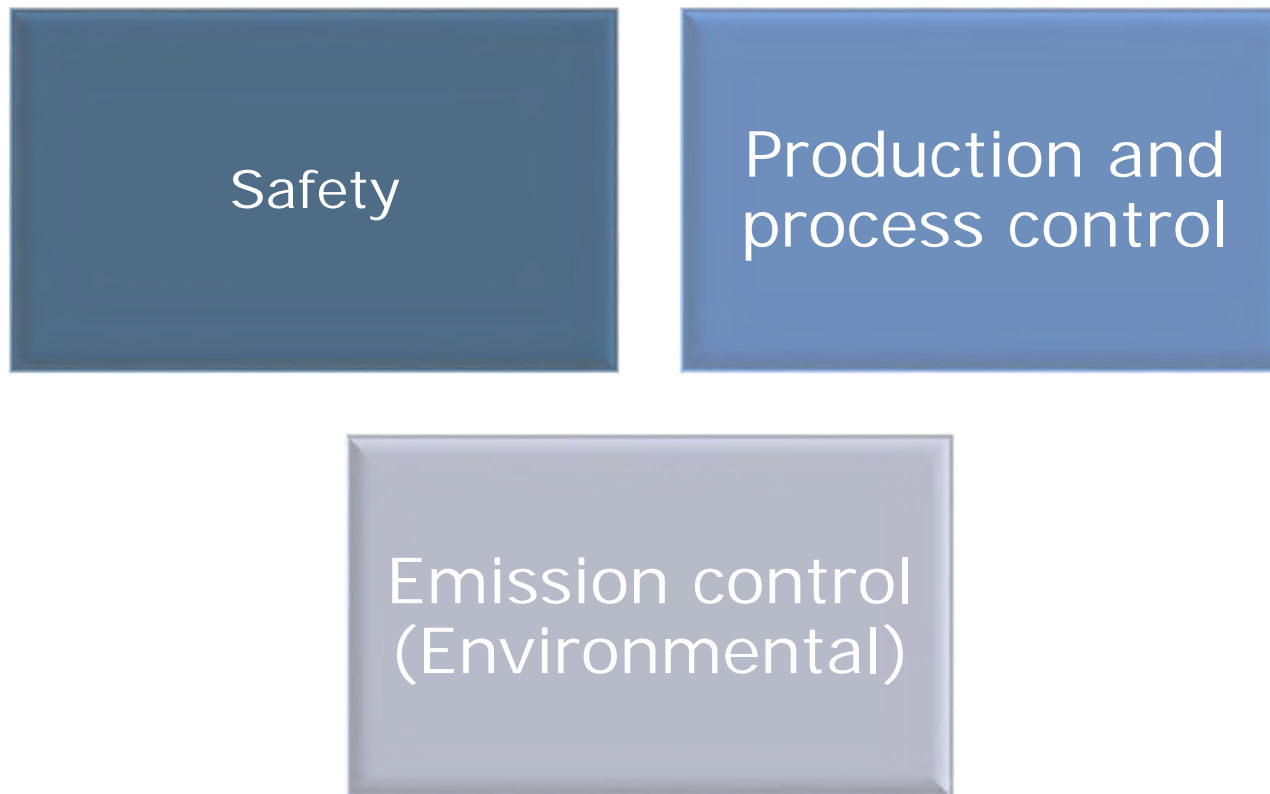 Safety
Production and
process control
Emission control
(Environmental)